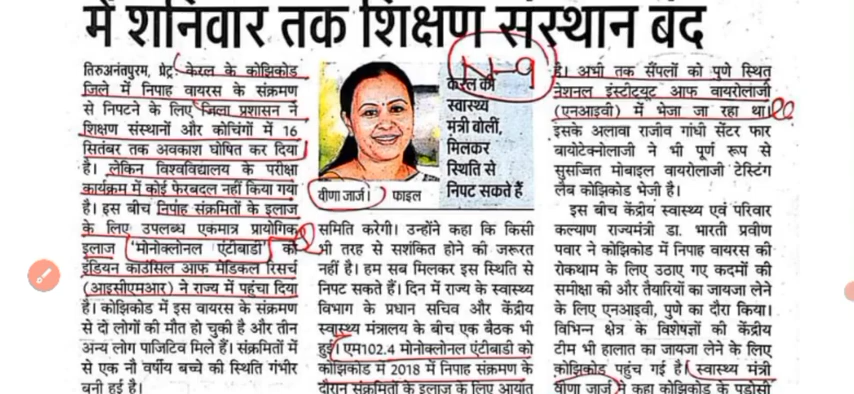 में शनिवार तक शिक्षण संस्थान बंद
तिरुअनंतपुरम, प्रेट्र: केरल के कोझिकोड
जिले में निपाह वायरस के संक्रमण
से निपटने के लिए जिला प्रशासन ने
शिक्षण संस्थानों और कोचिंगों में 16
सितंबर तक अवकाश घोषित कर दिया
है। लेकिन विश्वविद्यालय के परीक्षा
कार्यक्रम में कोई फेरबदल नहीं किया गया
है। इस बीच निपाह संक्रमितों के इलाज
के लिए उपलब्ध एकमात्र प्रायोगिक
इलाज 'मोनोक्लोनल एंटीबाडी' को
इंडियन काउंसिल आफ मेडिकल रिसर्च
(आइसीएमआर) ने राज्य में पहुंचा दिया
है। कोझिकोड में इस वायरस के संक्रमण
से दो लोगों की मौत हो चुकी है और तीन
अन्य लोग पाजिटिव मिले हैं। संक्रमितों में
से एक नौ वर्षीय बच्चे की स्थिति गंभीर
बनी हुई है।
N-9
केरल की
स्वास्थ्य
मंत्री बोलीं,
मिलकर
स्थिति से
निपट सकते हैं
वीणा जार्ज। फाइल
समिति करेगी। उन्होंने कहा कि किसी
भी तरह से सशंकित होने की जरूरत
नहीं है। हम सब मिलकर इस स्थिति से
निपट सकते हैं। दिन में राज्य के स्वास्थ्य
विभाग के प्रधान सचिव और केंद्रीय
स्वास्थ्य मंत्रालय के बीच एक बैठक भी
हुई। एम102.4 मोनोक्लोनल एंटीबाडी को
कोझिकोड में 2018 में निपाह संक्रमण के
दौरान संक्रमितों के इलाज के लिए आयात
है। अभी तक सैंपलों को पुणे स्थित
नेशनल इंस्टीट्यूट आफ वायरोलाजी
(एनआइवी) में भेजा जा रहा था।
इसके अलावा राजीव गांधी सेंटर फार
बायोटेक्नोलाजी ने भी पूर्ण रूप से
सुसज्जित मोबाइल वायरोलाजी टेस्टिंग
लैब कोझिकोड भेजी है।
इस बीच केंद्रीय स्वास्थ्य एवं परिवार
कल्याण राज्यमंत्री डा. भारती प्रवीण
पवार ने कोझिकोड में निपाह वायरस की
रोकथाम के लिए उठाए गए कदमों की
समीक्षा की और तैयारियों का जायजा लेने
के लिए एनआइवी, पुणे का दौरा किया।
विभिन्न क्षेत्र के विशेषज्ञों की केंद्रीय
टीम भी हालात का जायजा लेने के लिए
कोझिकोड पहुंच गई है। स्वास्थ्य मंत्री
वीणा जार्ज ने कहा कोझिकोड के पड़ोसी